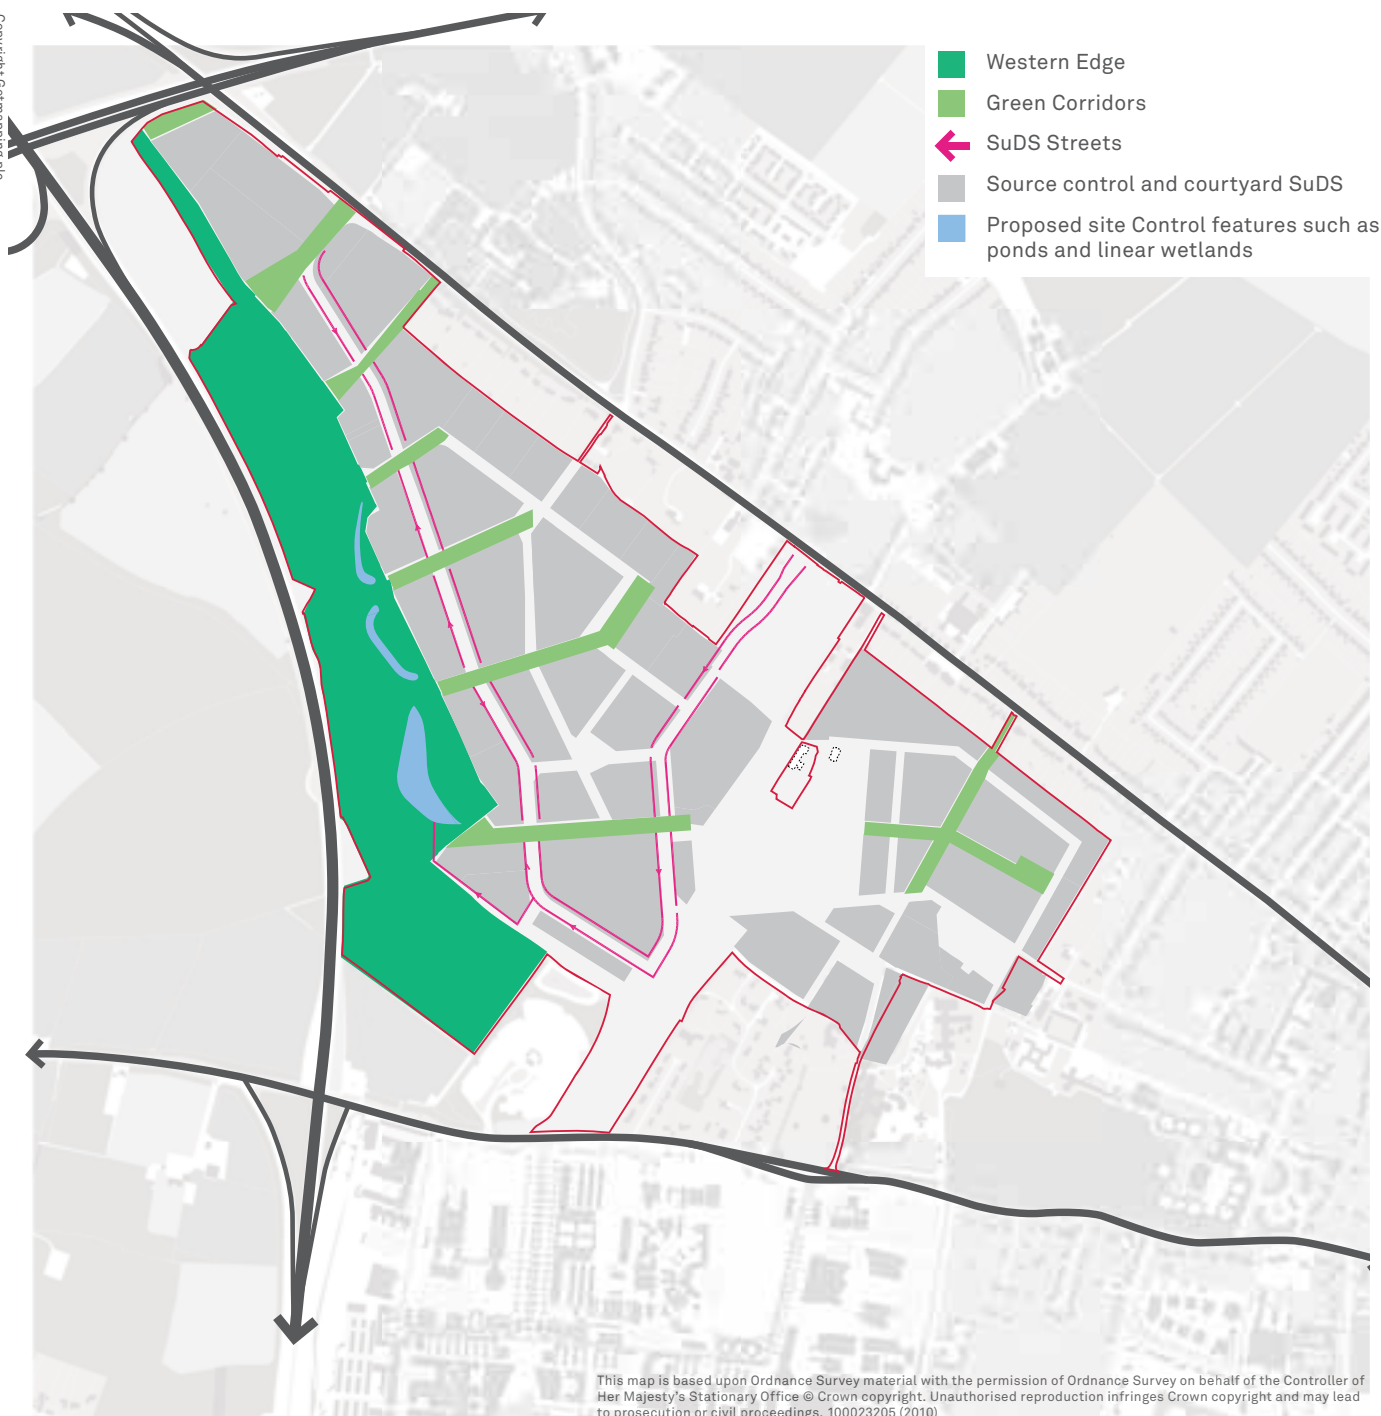 Western Edge
Green Corridors
SuDS Streets
Source control and courtyard SuDS
Proposed site Control features such as
ponds and linear wetlands
Copyright Getmapping plc
This map is based upon Ordnance Survey material with the permission of Ordnance Survey on behalf of the Controller of
Her Majesty's Stationary Office © Crown copyright. Unauthorised reproduction infringes Crown copyright and may lead
to prosecution or civil proceedings. 100023205 (2010)